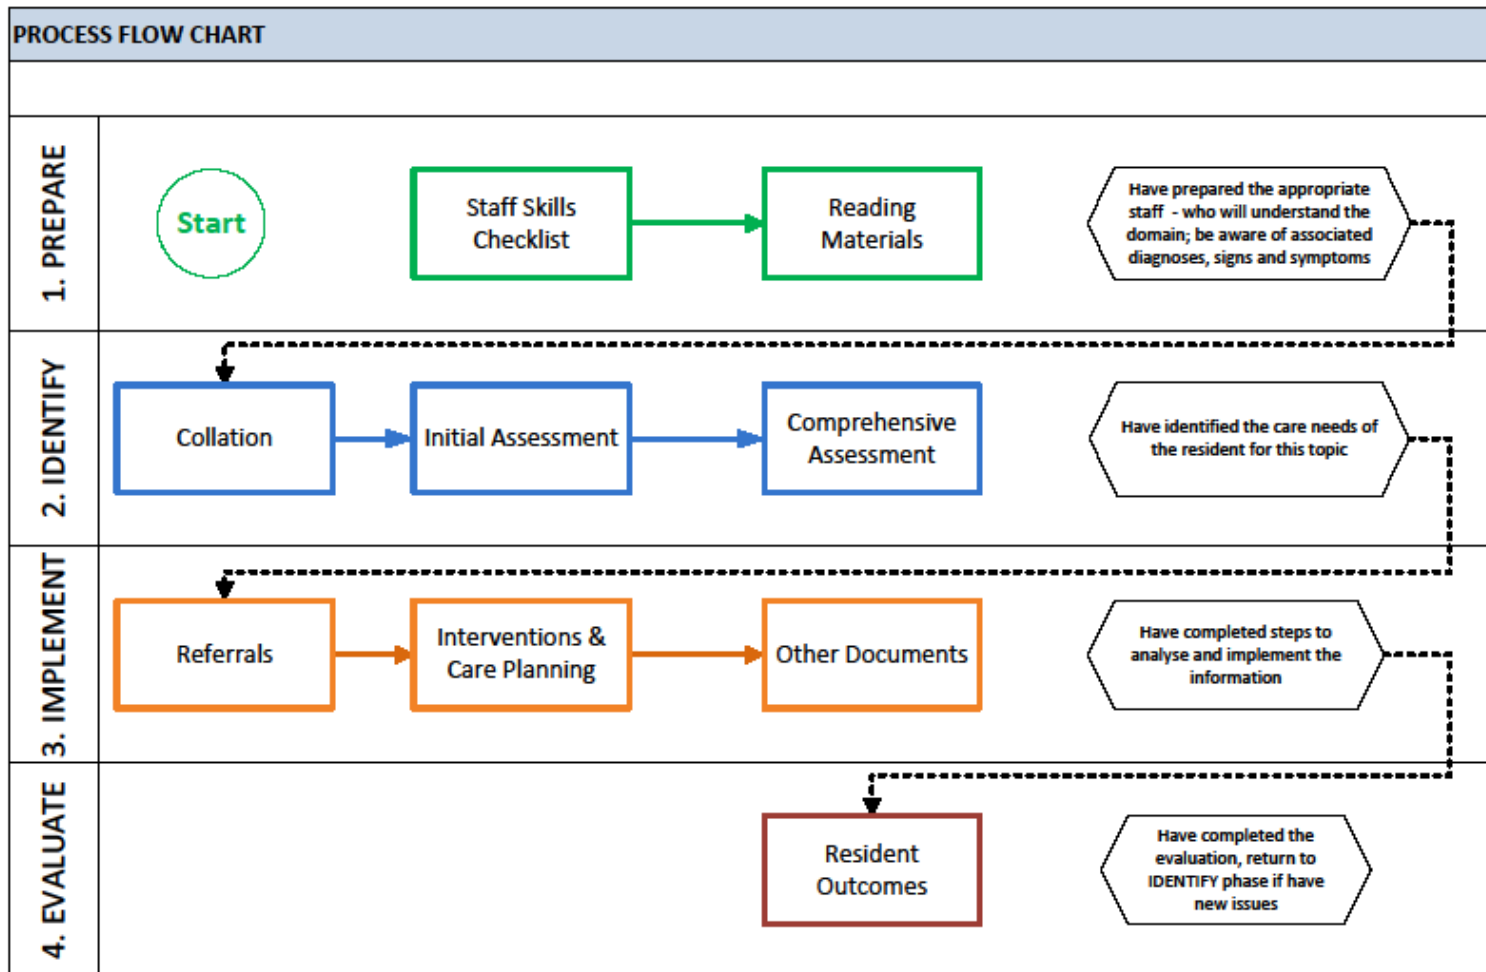 PROCESS FLOW CHART
1. PREPARE
Start
Staff Skills
Checklist
Reading
Materials
Have prepared the appropriate
staff - who will understand the
domain; be aware of associated
diagnoses, signs and symptoms
2. IDENTIFY
Collation
Initial Assessment
Comprehensive
Assessment
Have identified the care needs of
the resident for this topic
3. IMPLEMENT
Referrals
Interventions &
Care Planning
Other Documents
Have completed steps to
analyse and implement the
information
4. EVALUATE
Resident
Outcomes
Have completed the
evaluation, return to
IDENTIFY phase if have
new issues